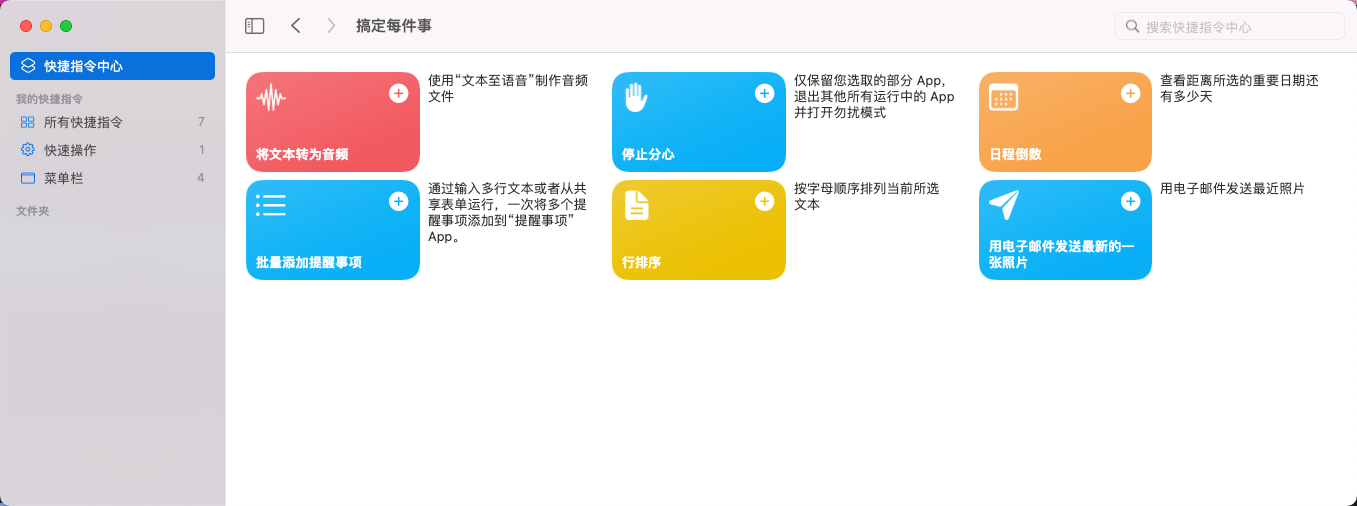 搞定每件事
搜索快捷指令中心
快捷指令中心
我的快捷指令
所有快捷指令 7
快速操作 1
菜单栏 4
文件夹
将文本转为音频
使用“文本至语音”制作音频
文件
停止分心
仅保留您选取的部分 App，
退出其他所有运行中的 App
并打开勿扰模式
日程倒数
查看距离所选的重要日期还
有多少天
批量添加提醒事项
通过输入多行文本或者从共
享表单运行，一次将多个提
醒事项添加到“提醒事项”
App。
行排序
按字母顺序排列当前所选
文本
用电子邮件发送最新的一
张照片
用电子邮件发送最近照片